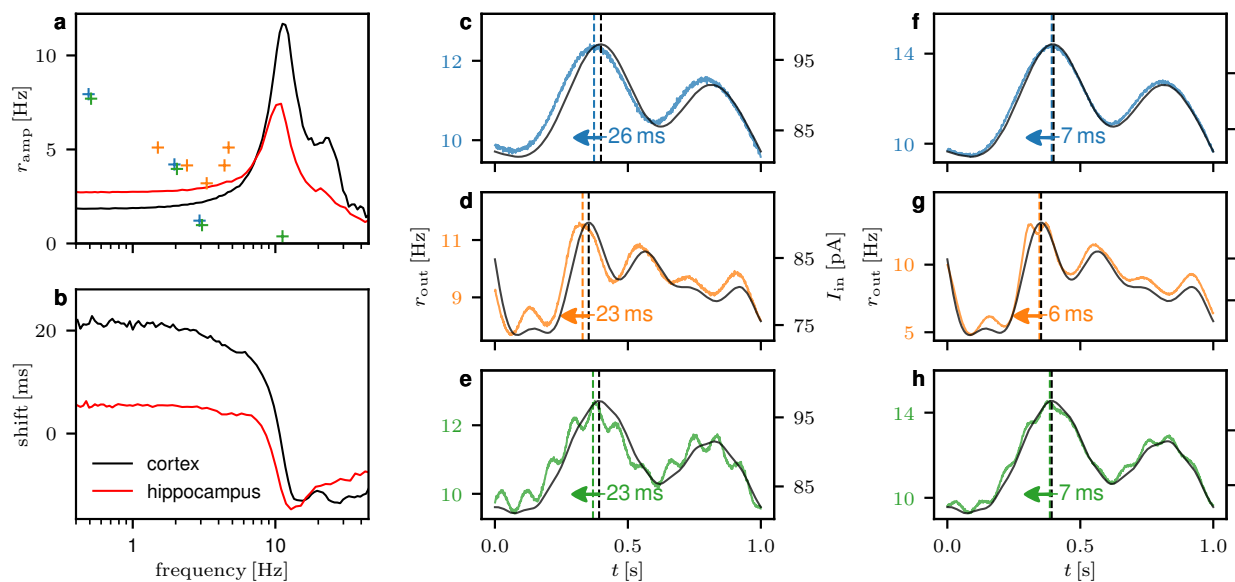 a
10
5
0
r_amp [Hz]
b
20
0
shift [ms]
cortex
hippocampus
1
10
frequency [Hz]
c
12
10
95
85
26 ms
d
11
9
r_out [Hz]
85
75
I_in [pA]
23 ms
e
12
10
95
85
23 ms
0.0
0.5
1.0
t [s]
f
14
10
7 ms
g
10
5
r_out [Hz]
6 ms
h
14
10
7 ms
0.0
0.5
1.0
t [s]